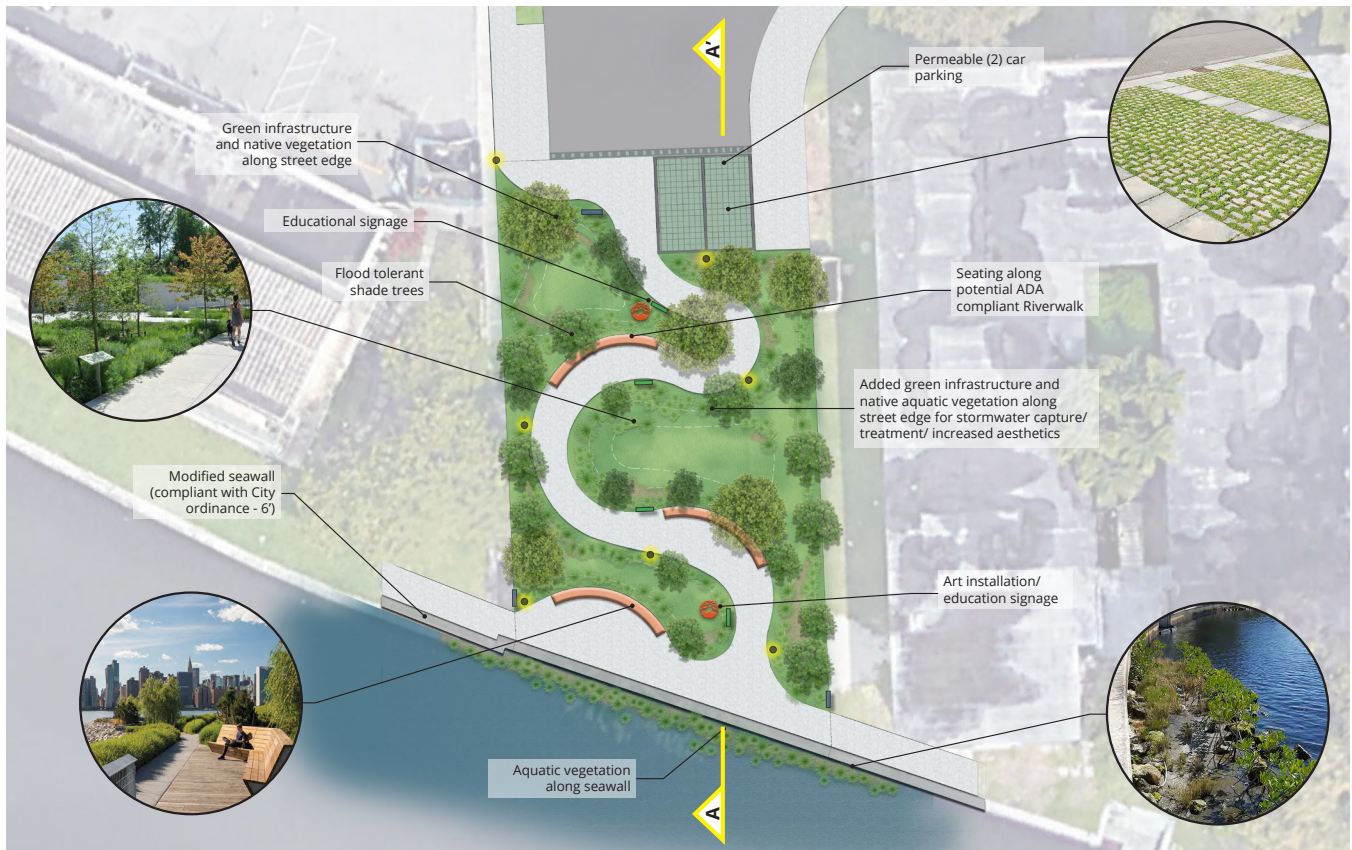 A'
Permeable (2) car
parking
Green infrastructure
and native vegetation
along street edge
Educational signage
Flood tolerant
shade trees
Seating along
potential ADA
compliant Riverwalk
Added green infrastructure and
native aquatic vegetation along
street edge for stormwater capture/
treatment/ increased aesthetics
Modified seawall
(compliant with City
ordinance - 6')
Art installation/
education signage
Aquatic vegetation
along seawall
A